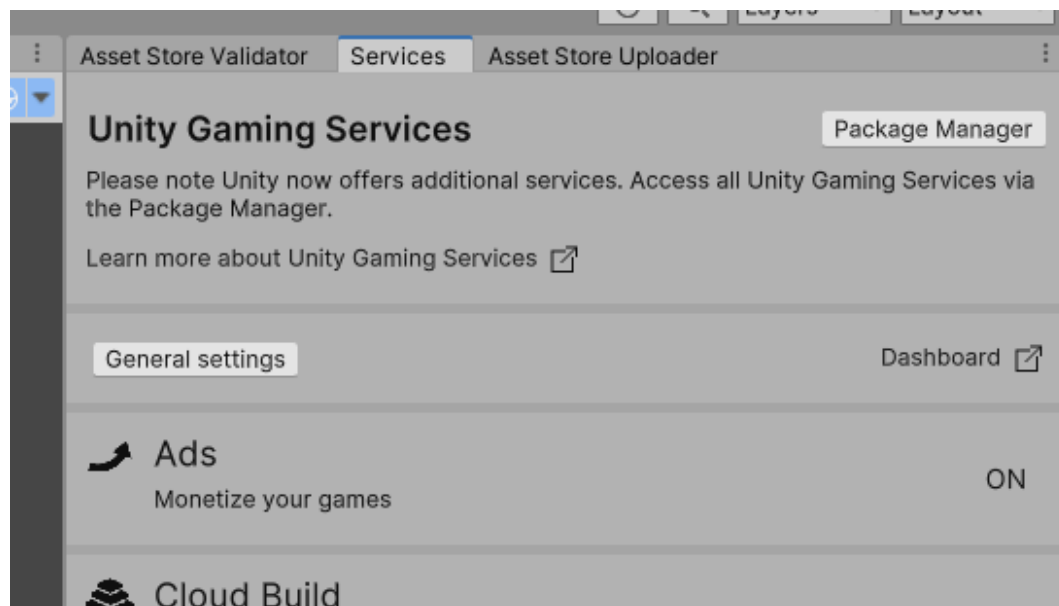 Layers Layout
Asset Store Validator Services Asset Store Uploader
Unity Gaming Services
Package Manager
Please note Unity now offers additional services. Access all Unity Gaming Services via
the Package Manager.
Learn more about Unity Gaming Services
General settings
Dashboard
Ads
Monetize your games
ON
Cloud Build